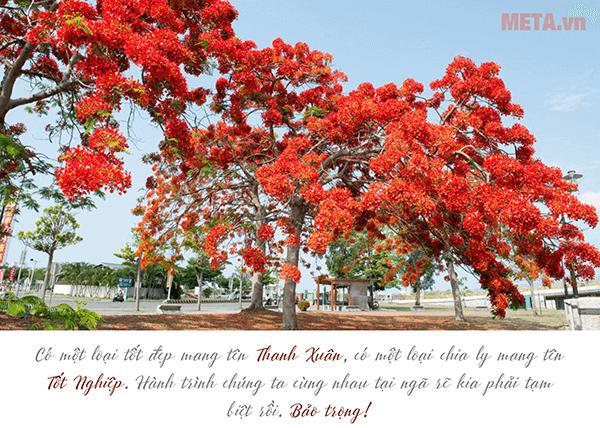 META.vn
Có một loại tốt đẹp mang tên Thanh Xuân, có một loại chia ly mang tên
Tốt Nghiệp. Hành trình chúng ta cùng nhau tại ngã rẽ kia phải tạm
biệt rồi. Bảo trọng!